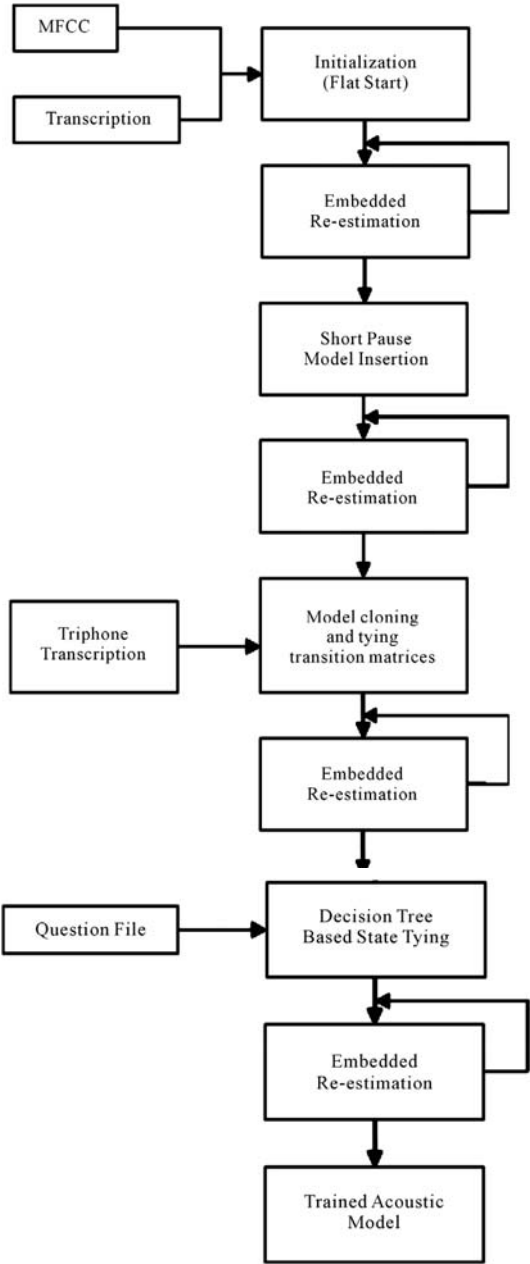 MFCC
Transcription
Initialization
(Flat Start)
Embedded
Re-estimation
Short Pause
Model Insertion
Embedded
Re-estimation
Triphone
Transcription
Model cloning
and tying
transition matrices
Embedded
Re-estimation
Question File
Decision Tree
Based State Tying
Embedded
Re-estimation
Trained Acoustic
Model